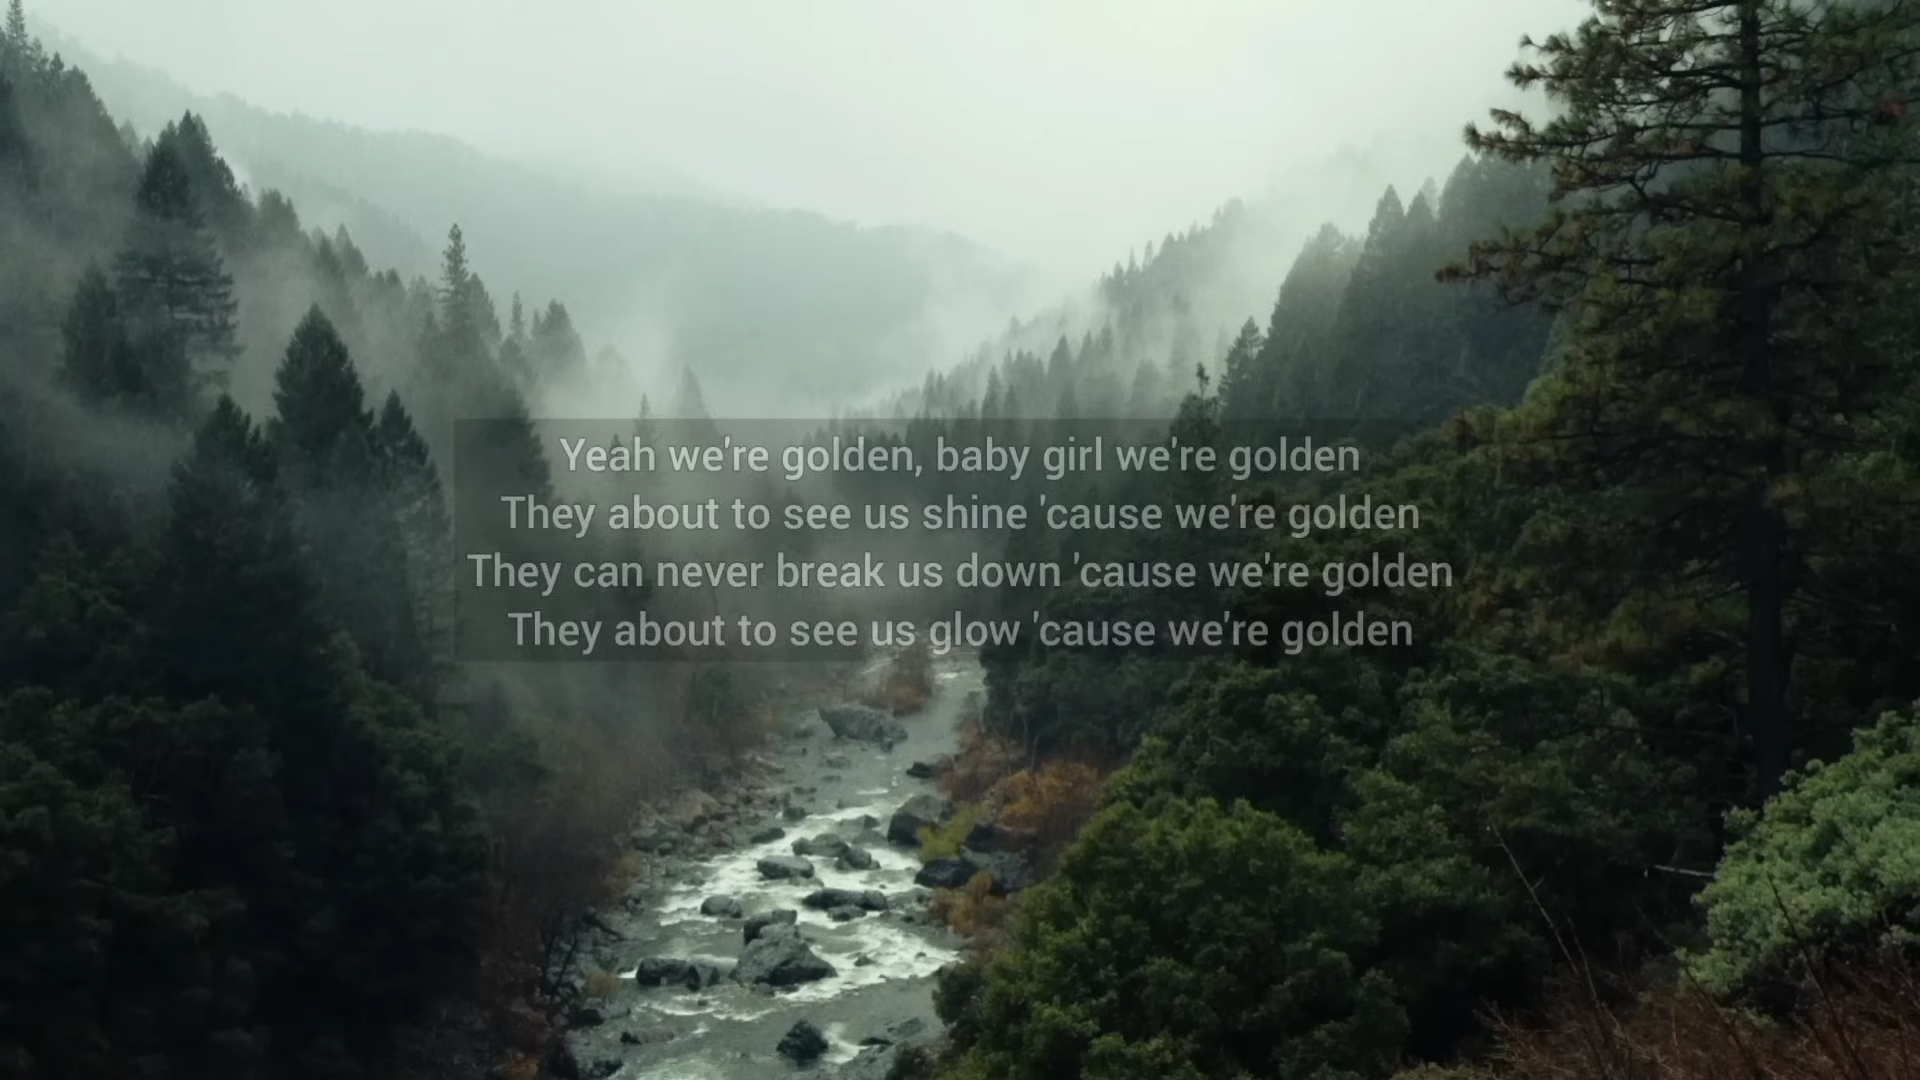 Yeah we're golden, baby girl we're golden
They about to see us shine 'cause we're golden
They can never break us down 'cause we're golden
They about to see us glow 'cause we're golden